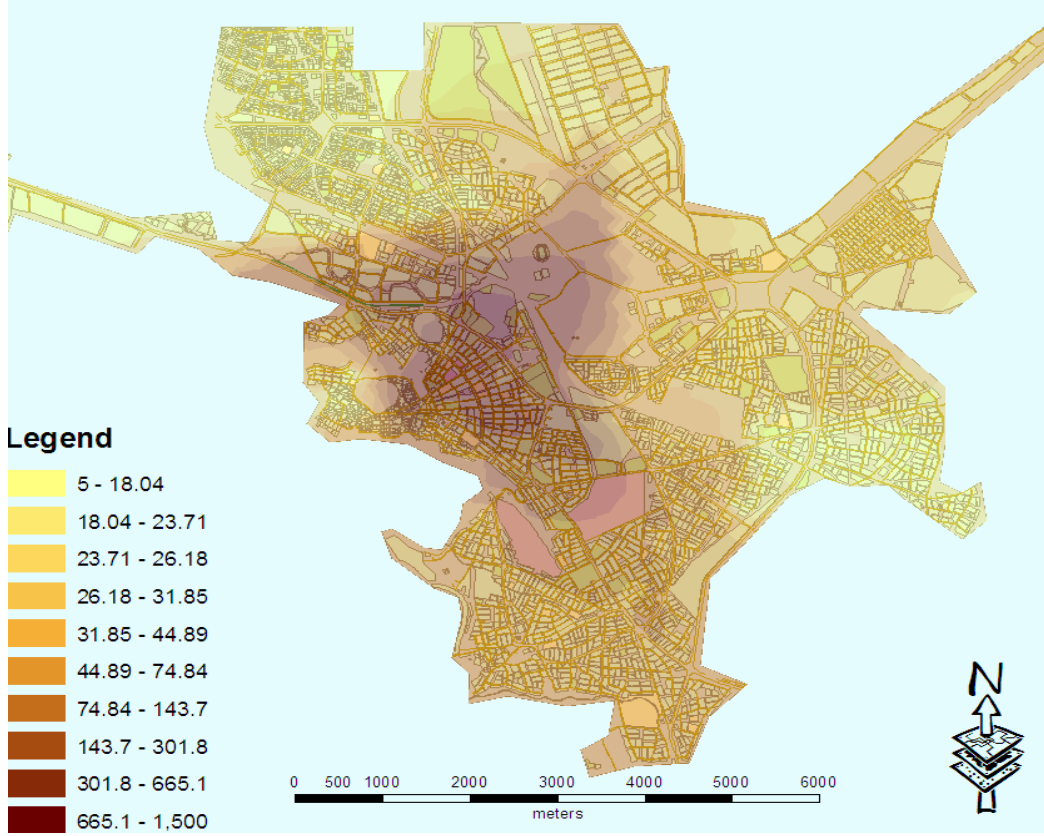 Legend
5 - 18.04
18.04 - 23.71
23.71 - 26.18
26.18 - 31.85
31.85 - 44.89
44.89 - 74.84
74.84 - 143.7
143.7 - 301.8
301.8 - 665.1
665.1 - 1,500
0 500 1000 2000 3000 4000 5000 6000
meters
N